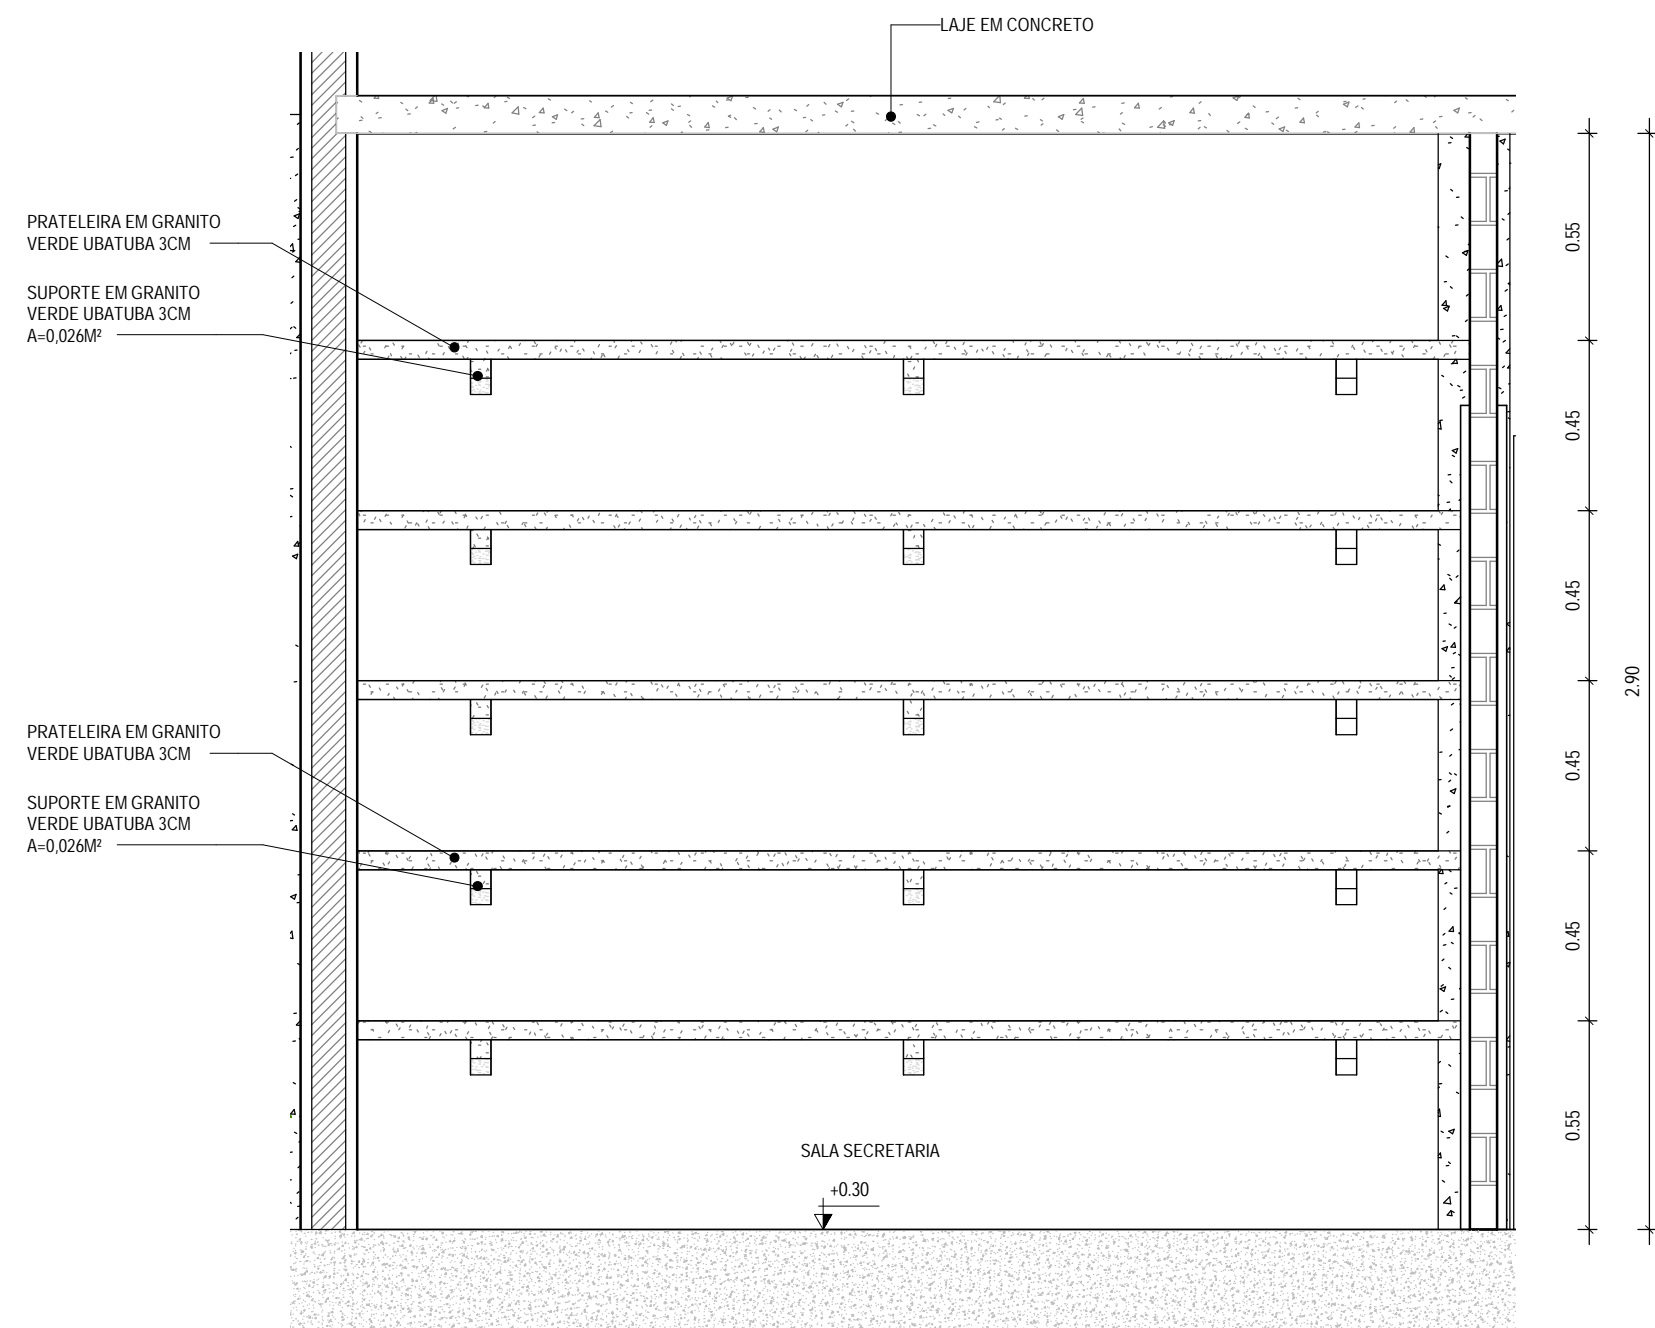 LAJE EM CONCRETO
PRATELEIRA EM GRANITO
VERDE UBATUBA 3CM
SUPORTE EM GRANITO
VERDE UBATUBA 3CM
A=0,026M²
PRATELEIRA EM GRANITO
VERDE UBATUBA 3CM
SUPORTE EM GRANITO
VERDE UBATUBA 3CM
A=0,026M²
SALA SECRETARIA
+0.30
0.55
0.45
0.45
0.45
0.45
0.55
2.90